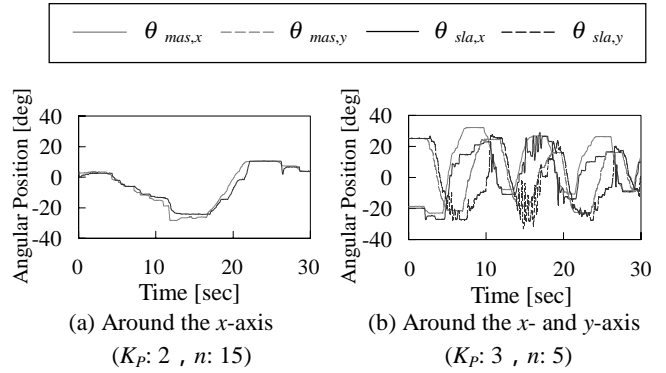 θ mas,x θ mas,y θ sla,x θ sla,y
Angular Position [deg]
40
20
0
-20
-40
0 10 20 30
Time [sec]
(a) Around the x-axis
(KP: 2 , n: 15)
Angular Position [deg]
40
20
0
-20
-40
0 10 20 30
Time [sec]
(b) Around the x- and y-axis
(KP: 3 , n: 5)